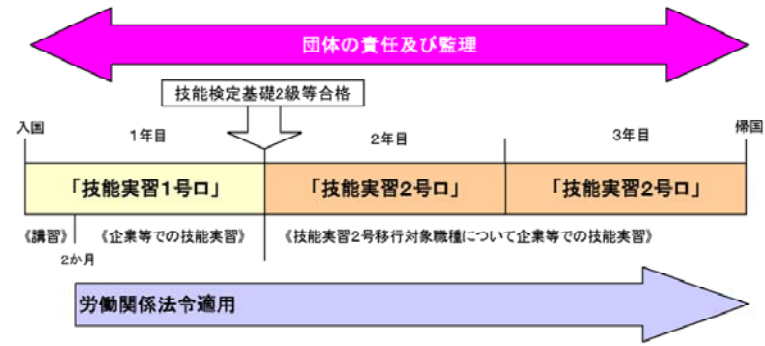 団体の責任及び監理
技能検定基礎2級等合格
入国
1年目
2年目
3年目
帰国
「技能実習1号ロ」
「技能実習2号ロ」
「技能実習2号ロ」
《講習》
《企業等での技能実習》
《技能実習2号移行対象職種について企業等での技能実習》
2か月
労働関係法令適用